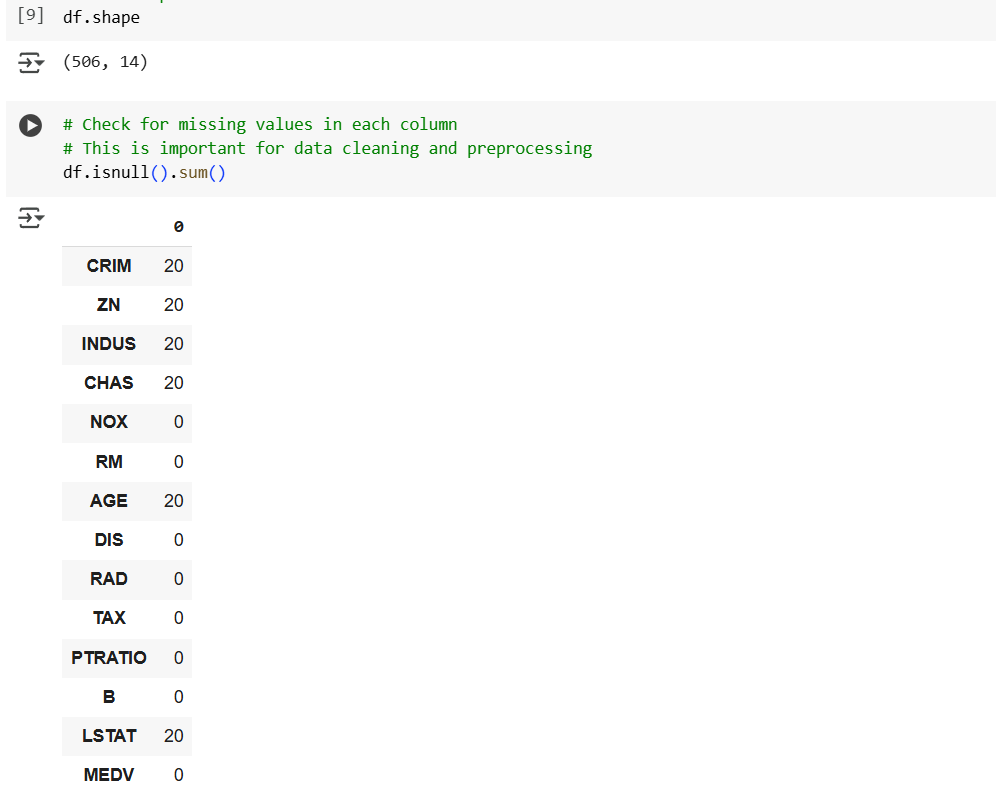 [9] df.shape
(506, 14)
# Check for missing values in each column
# This is important for data cleaning and preprocessing
df.isnull().sum()
0
CRIM 20
ZN 20
INDUS 20
CHAS 20
NOX 0
RM 0
AGE 20
DIS 0
RAD 0
TAX 0
PTRATIO 0
B 0
LSTAT 20
MEDV 0